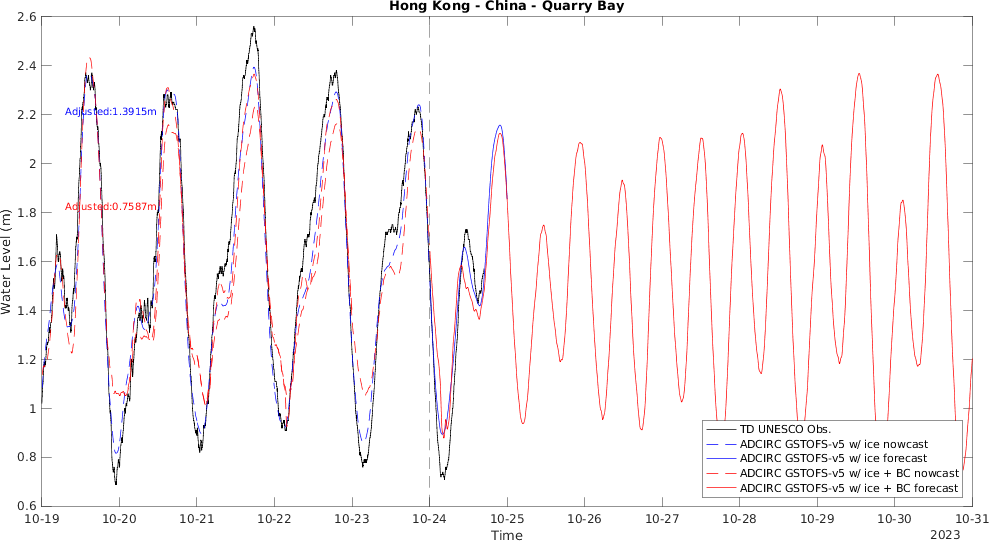 Hong Kong - China - Quarry Bay
2.6
2.4
2.2
2
1.8
1.6
1.4
1.2
1
0.8
0.6
Water Level (m)
Adjusted:1.3915m
Adjusted:0.7587m
TD UNESCO Obs.
ADCIRC GSTOFS-v5 w/ ice nowcast
ADCIRC GSTOFS-v5 w/ ice forecast
ADCIRC GSTOFS-v5 w/ ice + BC nowcast
ADCIRC GSTOFS-v5 w/ ice + BC forecast
10-19 10-20 10-21 10-22 10-23 10-24 10-25 10-26 10-27 10-28 10-29 10-30 10-31
Time
2023